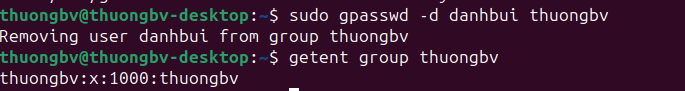 thuongbv@thuongbv-desktop:~$ sudo gpasswd -d danhbui thuongbv
Removing user danhbui from group thuongbv
thuongbv@thuongbv-desktop:~$ getent group thuongbv
thuongbv:x:1000:thuongbv